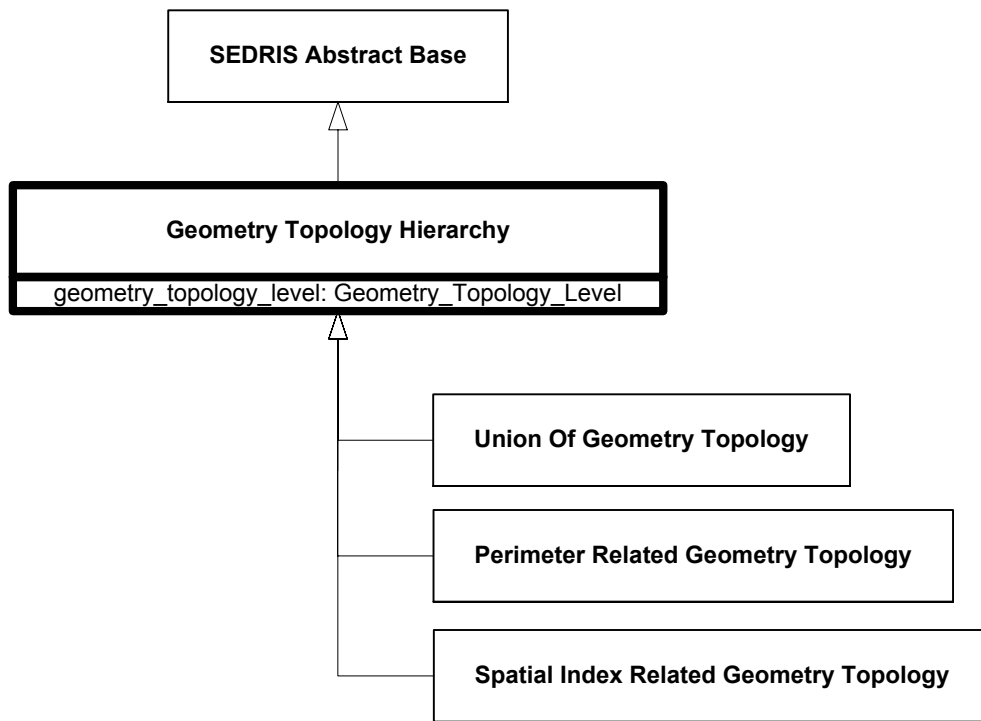 SEDRIS Abstract Base
Geometry Topology Hierarchy
geometry_topology_level: Geometry_Topology_Level
Union Of Geometry Topology
Perimeter Related Geometry Topology
Spatial Index Related Geometry Topology